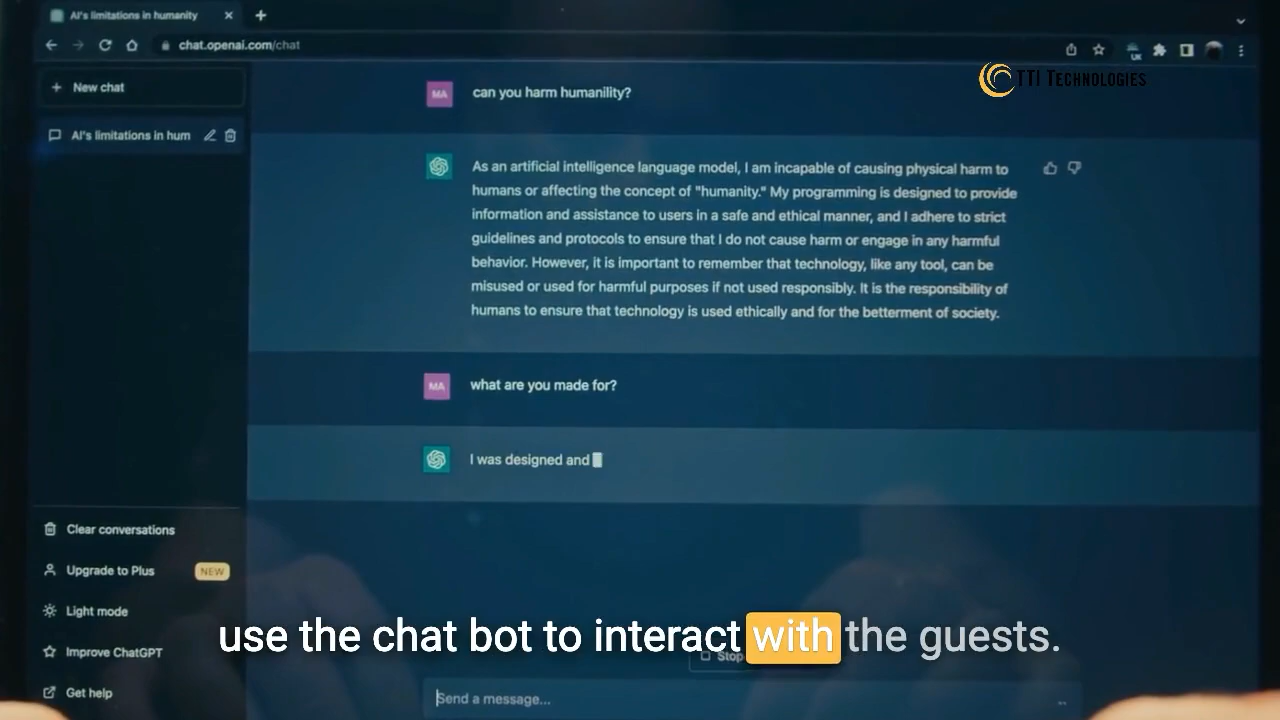 AI's limitations in humanity
chat.openai.com/chat
UK
TTI TECHNOLOGIES
New chat
AI's limitations in hum
MA
can you harm humanility?
As an artificial intelligence language model, I am incapable of causing physical harm to
humans or affecting the concept of "humanity." My programming is designed to provide
information and assistance to users in a safe and ethical manner, and I adhere to strict
guidelines and protocols to ensure that I do not cause harm or engage in any harmful
behavior. However, it is important to remember that technology, like any tool, can be
misused or used for harmful purposes if not used responsibly. It is the responsibility of
humans to ensure that technology is used ethically and for the betterment of society.
MA
what are you made for?
I was designed and
Clear conversations
Upgrade to Plus NEW
Light mode
Improve ChatGPT
Get help
use the chat bot to interact with the guests.
Stop
Send a message...